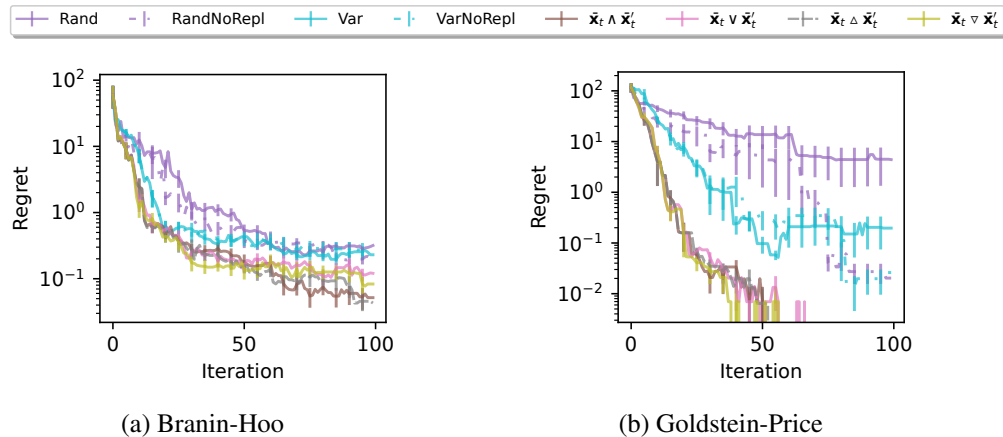 Rand RandNoRepl Var VarNoRepl x̄ₜ ∧ x̄′ₜ x̄ₜ ∨ x̄′ₜ x̄ₜ △ x̄′ₜ x̄ₜ ▽ x̄′ₜ
10²
10¹
10⁰
10⁻¹
Regret
0 50 100
Iteration
(a) Branin-Hoo
10²
10¹
10⁰
10⁻¹
10⁻²
Regret
0 50 100
Iteration
(b) Goldstein-Price